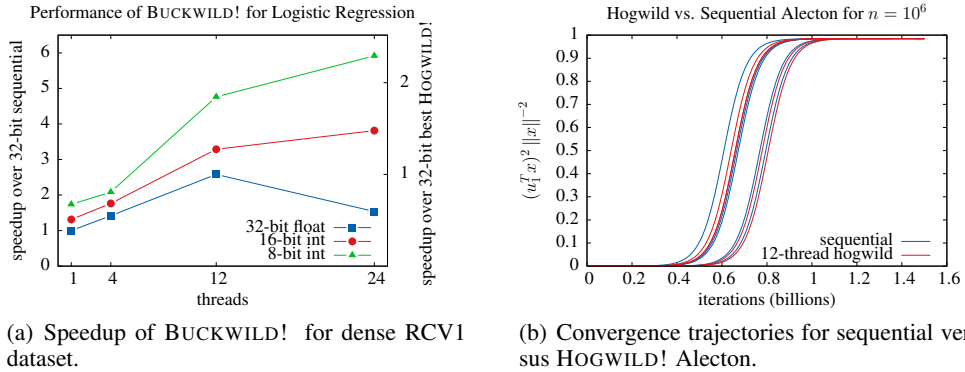 Performance of BUCKWILD! for Logistic Regression
speedup over 32-bit sequential
6
5
4
3
2
1
0
1
4
12
24
threads
2
1
speedup over 32-bit best HOGWILD!
32-bit float
16-bit int
8-bit int
(a) Speedup of BUCKWILD! for dense RCV1
dataset.
Hogwild vs. Sequential Alecton for n = 10⁶
(u₁ᵀx)² ‖x‖⁻²
1
0.9
0.8
0.7
0.6
0.5
0.4
0.3
0.2
0.1
0
0
0.2
0.4
0.6
0.8
1
1.2
1.4
1.6
iterations (billions)
sequential
12-thread hogwild
(b) Convergence trajectories for sequential ver
sus HOGWILD! Alecton.